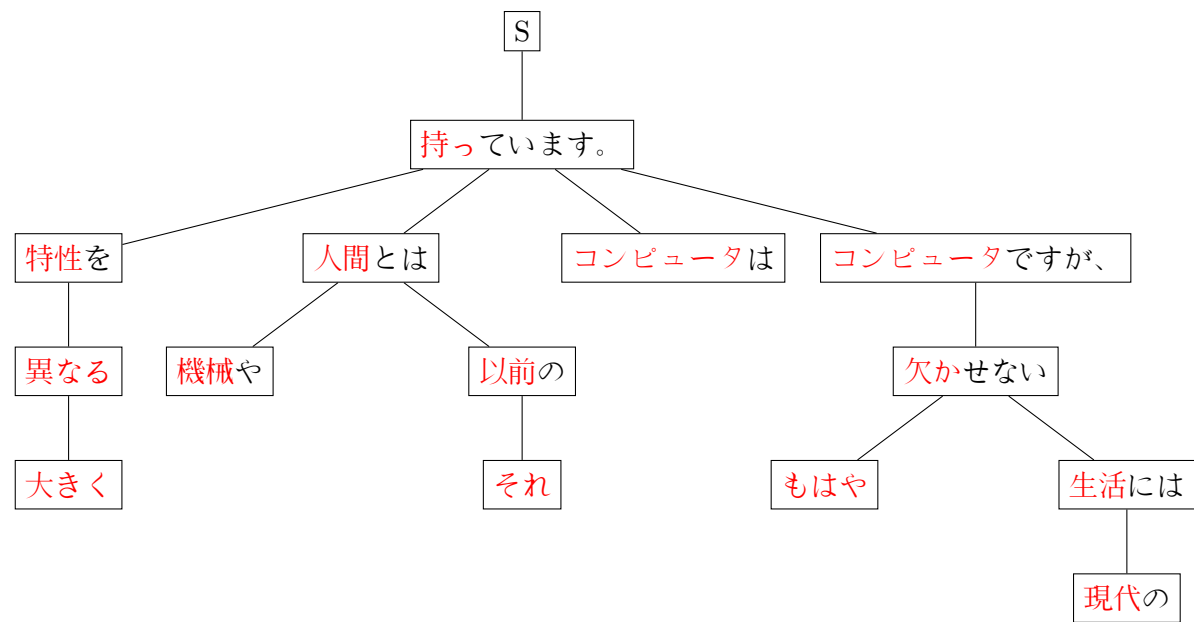 S
持っています。
特性を 人間とは コンピュータは コンピュータですが、
異なる 機械や 以前の 欠かせない
大きく それ もはや 生活には
現代の